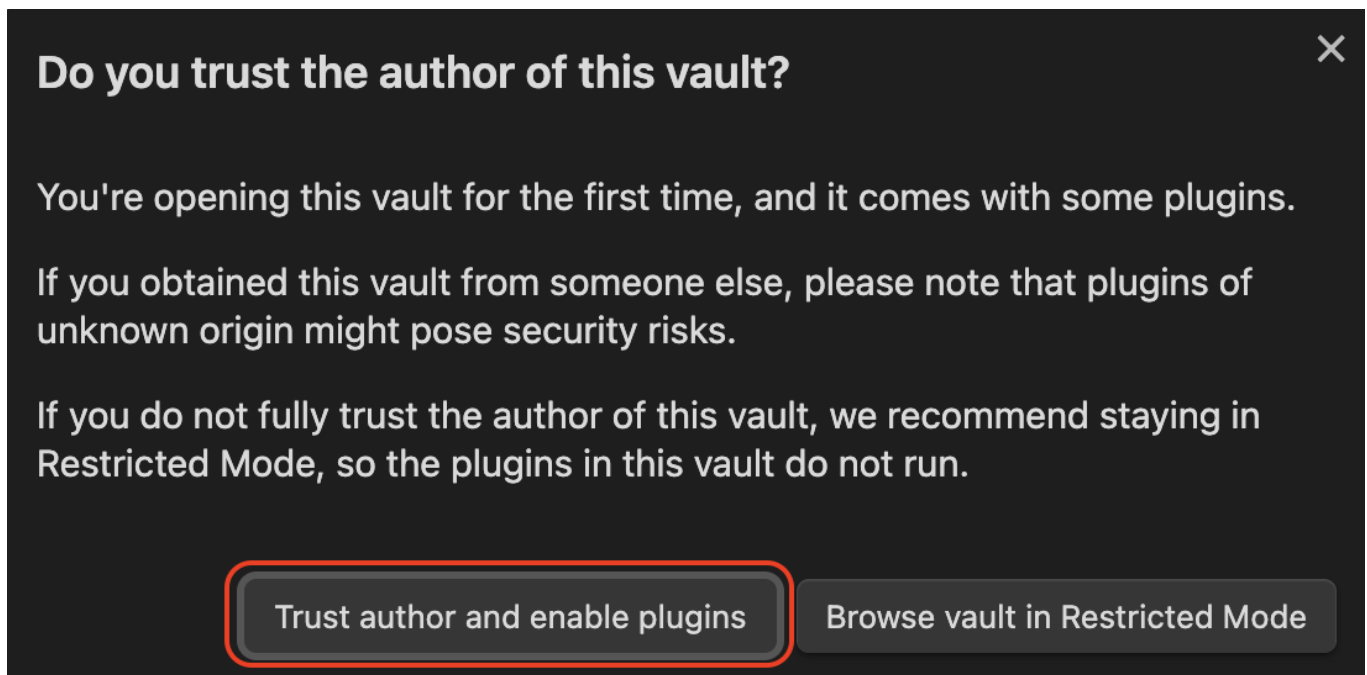 Do you trust the author of this vault?
You're opening this vault for the first time, and it comes with some plugins.
If you obtained this vault from someone else, please note that plugins of
unknown origin might pose security risks.
If you do not fully trust the author of this vault, we recommend staying in
Restricted Mode, so the plugins in this vault do not run.
Trust author and enable plugins
Browse vault in Restricted Mode